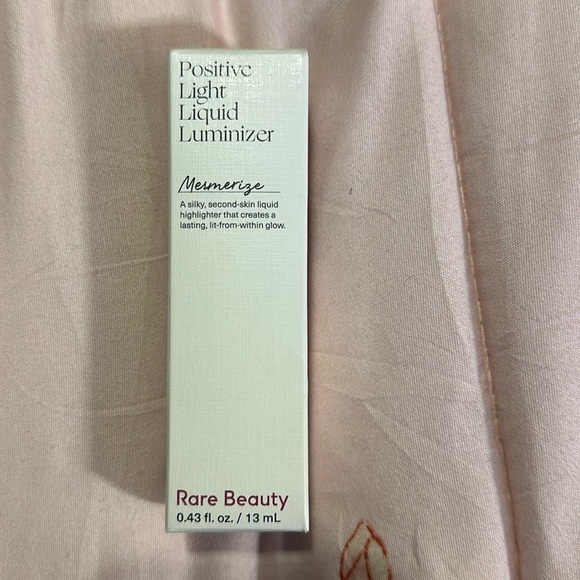 Positive
Light
Liquid
Luminizer
Mesmerize
A silky, second-skin liquid
highlighter that creates a
lasting, lit-from-within glow.
Rare Beauty
0.43 fl. oz. / 13 mL